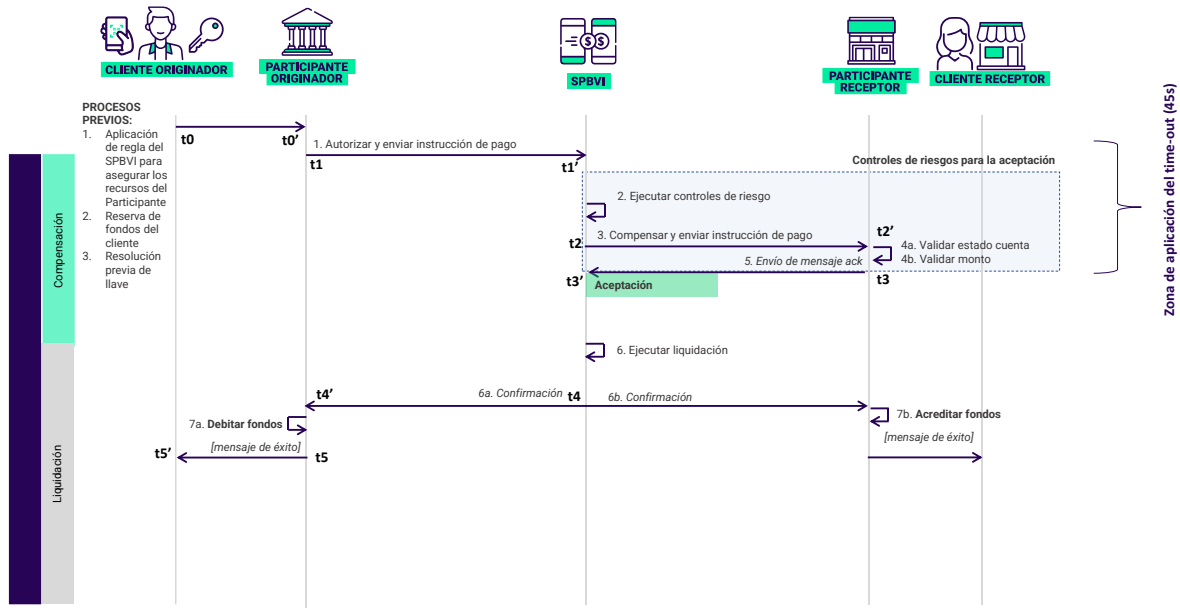 CLIENTE ORIGINADOR
PARTICIPANTE
ORIGINADOR
SPBVI
PARTICIPANTE
RECEPTOR
CLIENTE RECEPTOR
PROCESOS
PREVIOS:
1. Aplicación
de regla del
SPBVI para
asegurar los
recursos del
Participante
2. Reserva de
fondos del
cliente
3. Resolución
previa de
llave
t0
t0'
1. Autorizar y enviar instrucción de pago
t1
t1'
Controles de riesgos para la aceptación
2. Ejecutar controles de riesgo
t2
3. Compensar y enviar instrucción de pago
t2'
4a. Validar estado cuenta
4b. Validar monto
5. Envío de mensaje ack
t3'
t3
Aceptación
6. Ejecutar liquidación
t4'
6a. Confirmación
t4
6b. Confirmación
7a. Debitar fondos
7b. Acreditar fondos
t5'
[mensaje de éxito]
t5
[mensaje de éxito]
Compensación
Liquidación
Zona de aplicación del time-out (45s)